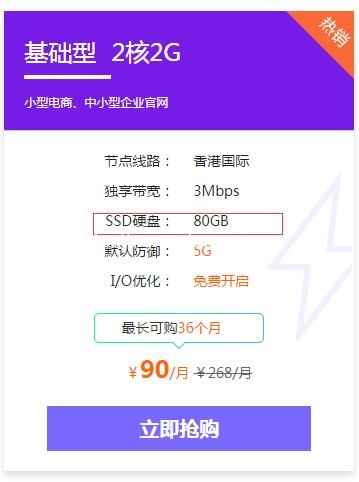 热销
基础型 2核2G
小型电商、中小型企业官网
节点线路： 香港国际
独享带宽： 3Mbps
SSD硬盘： 80GB
默认防御： 5G
I/O优化： 免费开启
最长可购36个月
￥90/月 ￥268/月
立即抢购